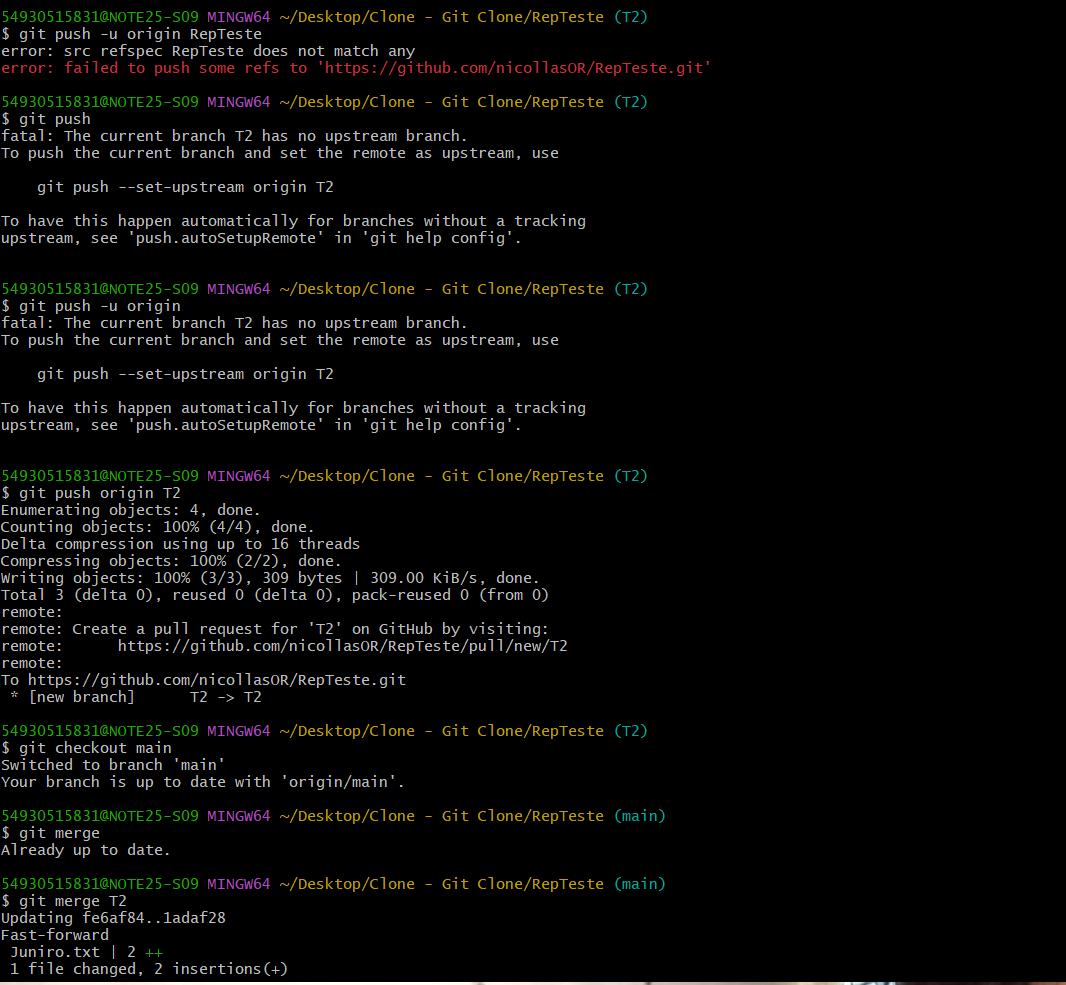 54930515831@NOTE25-S09 MINGW64 ~/Desktop/Clone - Git Clone/RepTeste (T2)
$ git push -u origin RepTeste
error: src refspec RepTeste does not match any
error: failed to push some refs to 'https://github.com/nicollasOR/RepTeste.git'

54930515831@NOTE25-S09 MINGW64 ~/Desktop/Clone - Git Clone/RepTeste (T2)
$ git push
fatal: The current branch T2 has no upstream branch.
To push the current branch and set the remote as upstream, use

    git push --set-upstream origin T2

To have this happen automatically for branches without a tracking
upstream, see 'push.autoSetupRemote' in 'git help config'.


54930515831@NOTE25-S09 MINGW64 ~/Desktop/Clone - Git Clone/RepTeste (T2)
$ git push -u origin
fatal: The current branch T2 has no upstream branch.
To push the current branch and set the remote as upstream, use

    git push --set-upstream origin T2

To have this happen automatically for branches without a tracking
upstream, see 'push.autoSetupRemote' in 'git help config'.


54930515831@NOTE25-S09 MINGW64 ~/Desktop/Clone - Git Clone/RepTeste (T2)
$ git push origin T2
Enumerating objects: 4, done.
Counting objects: 100% (4/4), done.
Delta compression using up to 16 threads
Compressing objects: 100% (2/2), done.
Writing objects: 100% (3/3), 309 bytes | 309.00 KiB/s, done.
Total 3 (delta 0), reused 0 (delta 0), pack-reused 0 (from 0)
remote:
remote: Create a pull request for 'T2' on GitHub by visiting:
remote:      https://github.com/nicollasOR/RepTeste/pull/new/T2
remote:
To https://github.com/nicollasOR/RepTeste.git
 * [new branch]      T2 -> T2

54930515831@NOTE25-S09 MINGW64 ~/Desktop/Clone - Git Clone/RepTeste (T2)
$ git checkout main
Switched to branch 'main'
Your branch is up to date with 'origin/main'.

54930515831@NOTE25-S09 MINGW64 ~/Desktop/Clone - Git Clone/RepTeste (main)
$ git merge
Already up to date.

54930515831@NOTE25-S09 MINGW64 ~/Desktop/Clone - Git Clone/RepTeste (main)
$ git merge T2
Updating fe6af84..1adaf28
Fast-forward
 Juniro.txt | 2 ++
 1 file changed, 2 insertions(+)